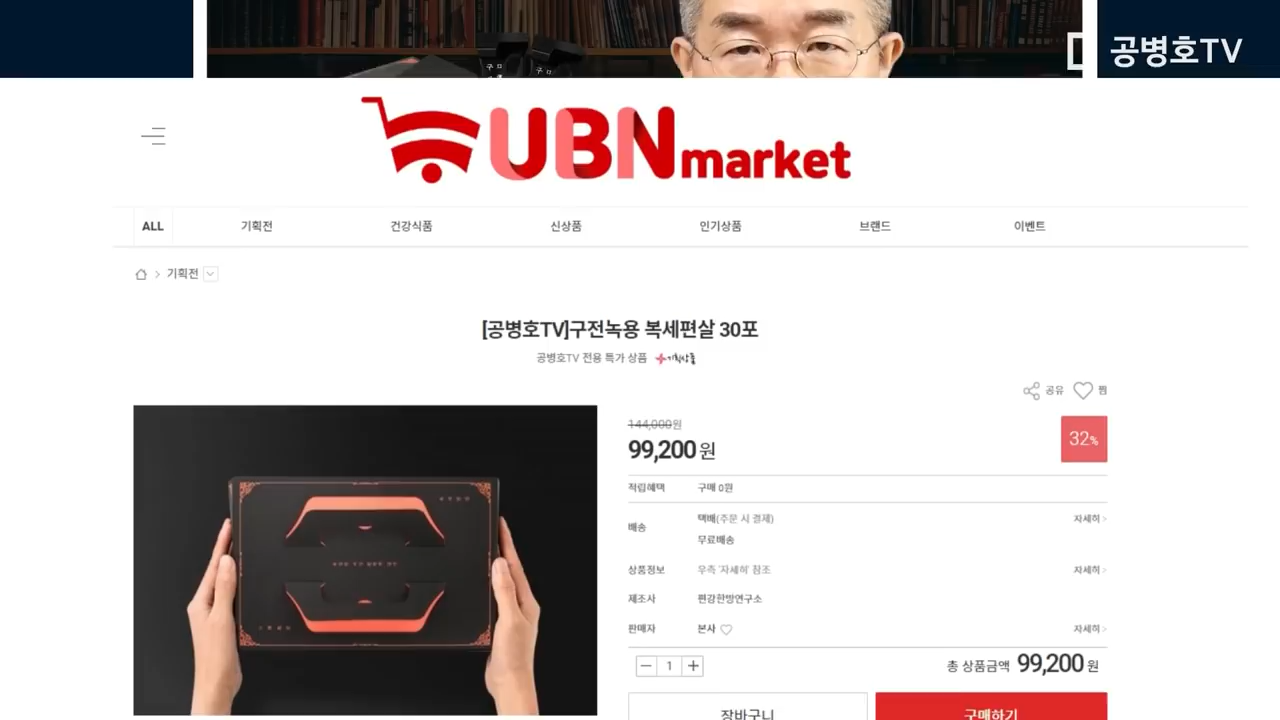 공병호TV
UBNmarket
ALL 기획전 건강식품 신상품 인기상품 브랜드 이벤트
기획전
[공병호TV]구전녹용 복세편살 30포
공병호TV 전용 특가 상품 기획상품
공유 찜
144,000원
99,200 원
32%
적립혜택 구매 0원
배송 택배(주문 시 결제) 자세히
무료배송
상품정보 우측 '자세히' 참조 자세히
제조사 편강한방연구소
판매자 본사 자세히
1 총 상품금액 99,200 원
장바구니 구매하기